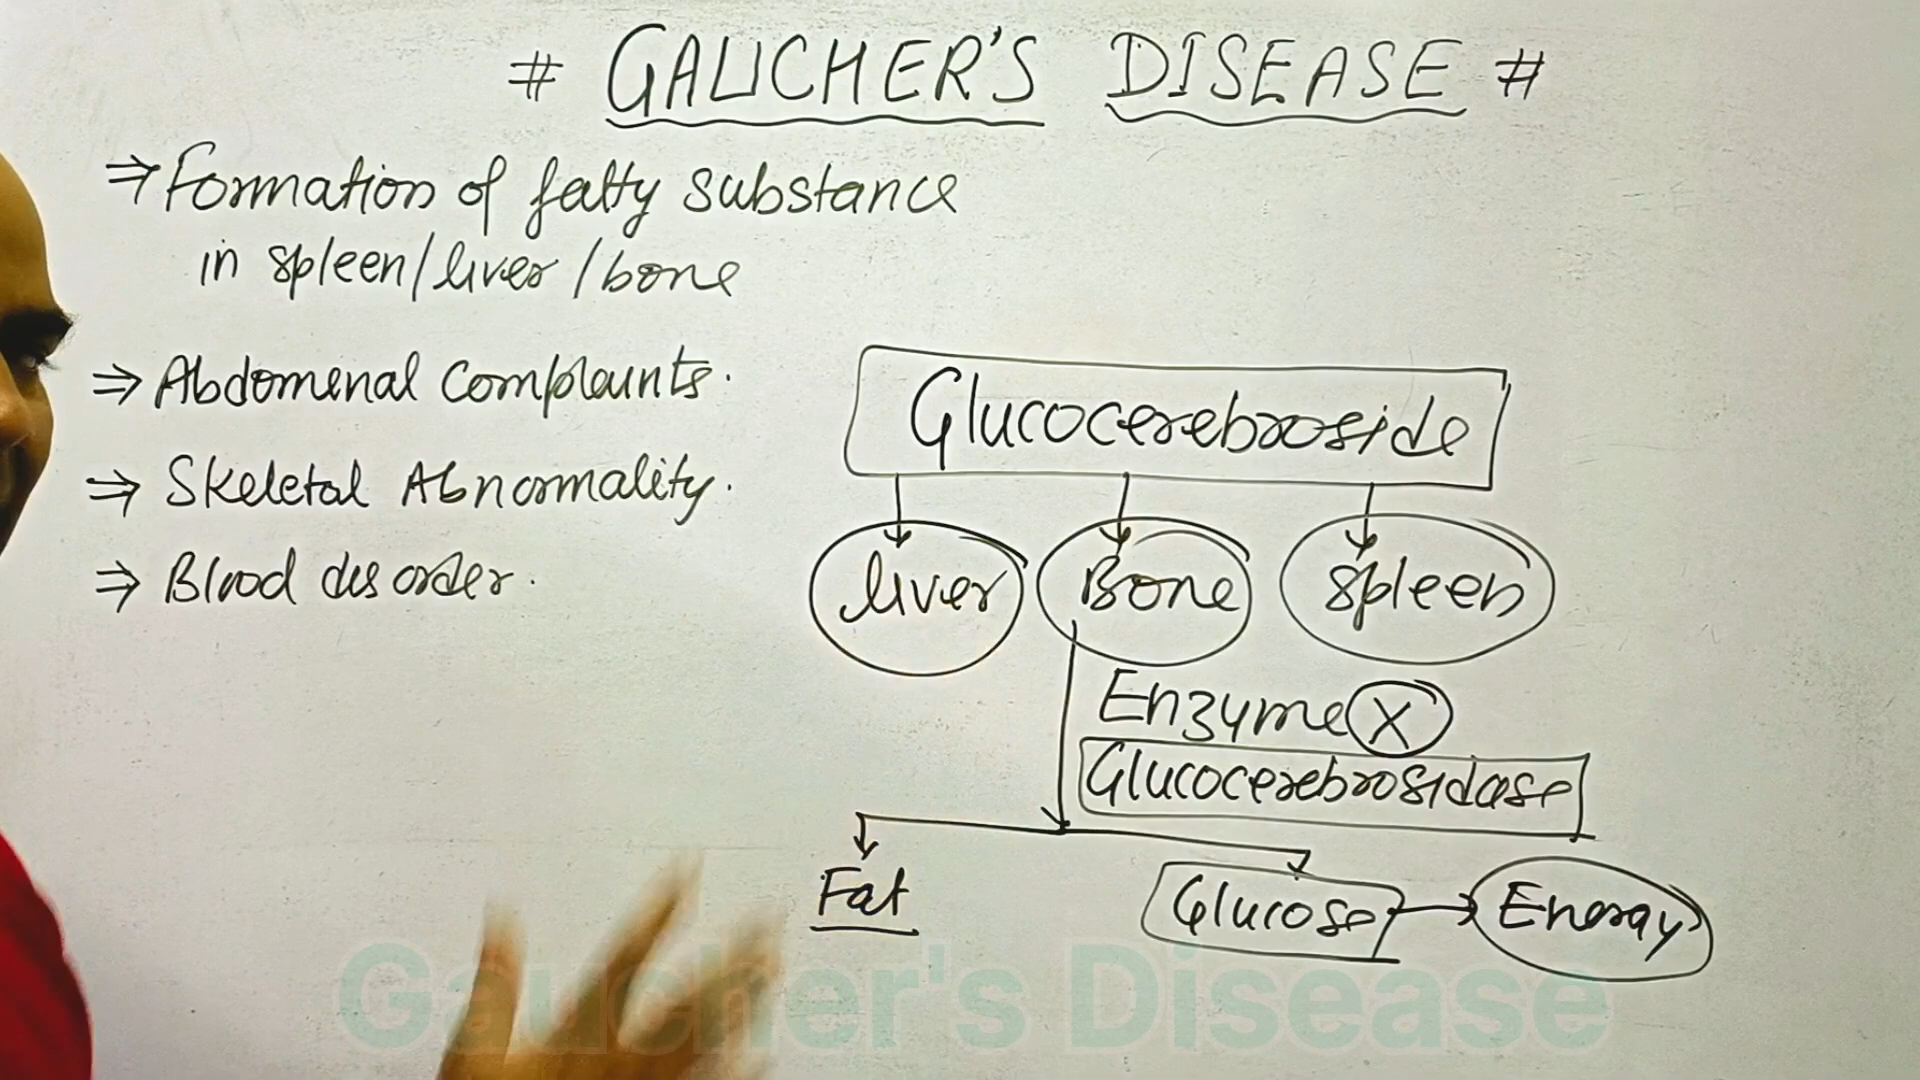 # GAUCHER'S DISEASE #
⇒ Formation of fatty substance
in spleen/liver/bone
⇒ Abdomenal Complaints.
⇒ Skeletal Abnormality.
⇒ Blood disorder.
Glucocerebroside
liver Bone spleen
Enzyme X
Glucocerebrosidase
Fat Glucose → Energy
Gaucher's Disease